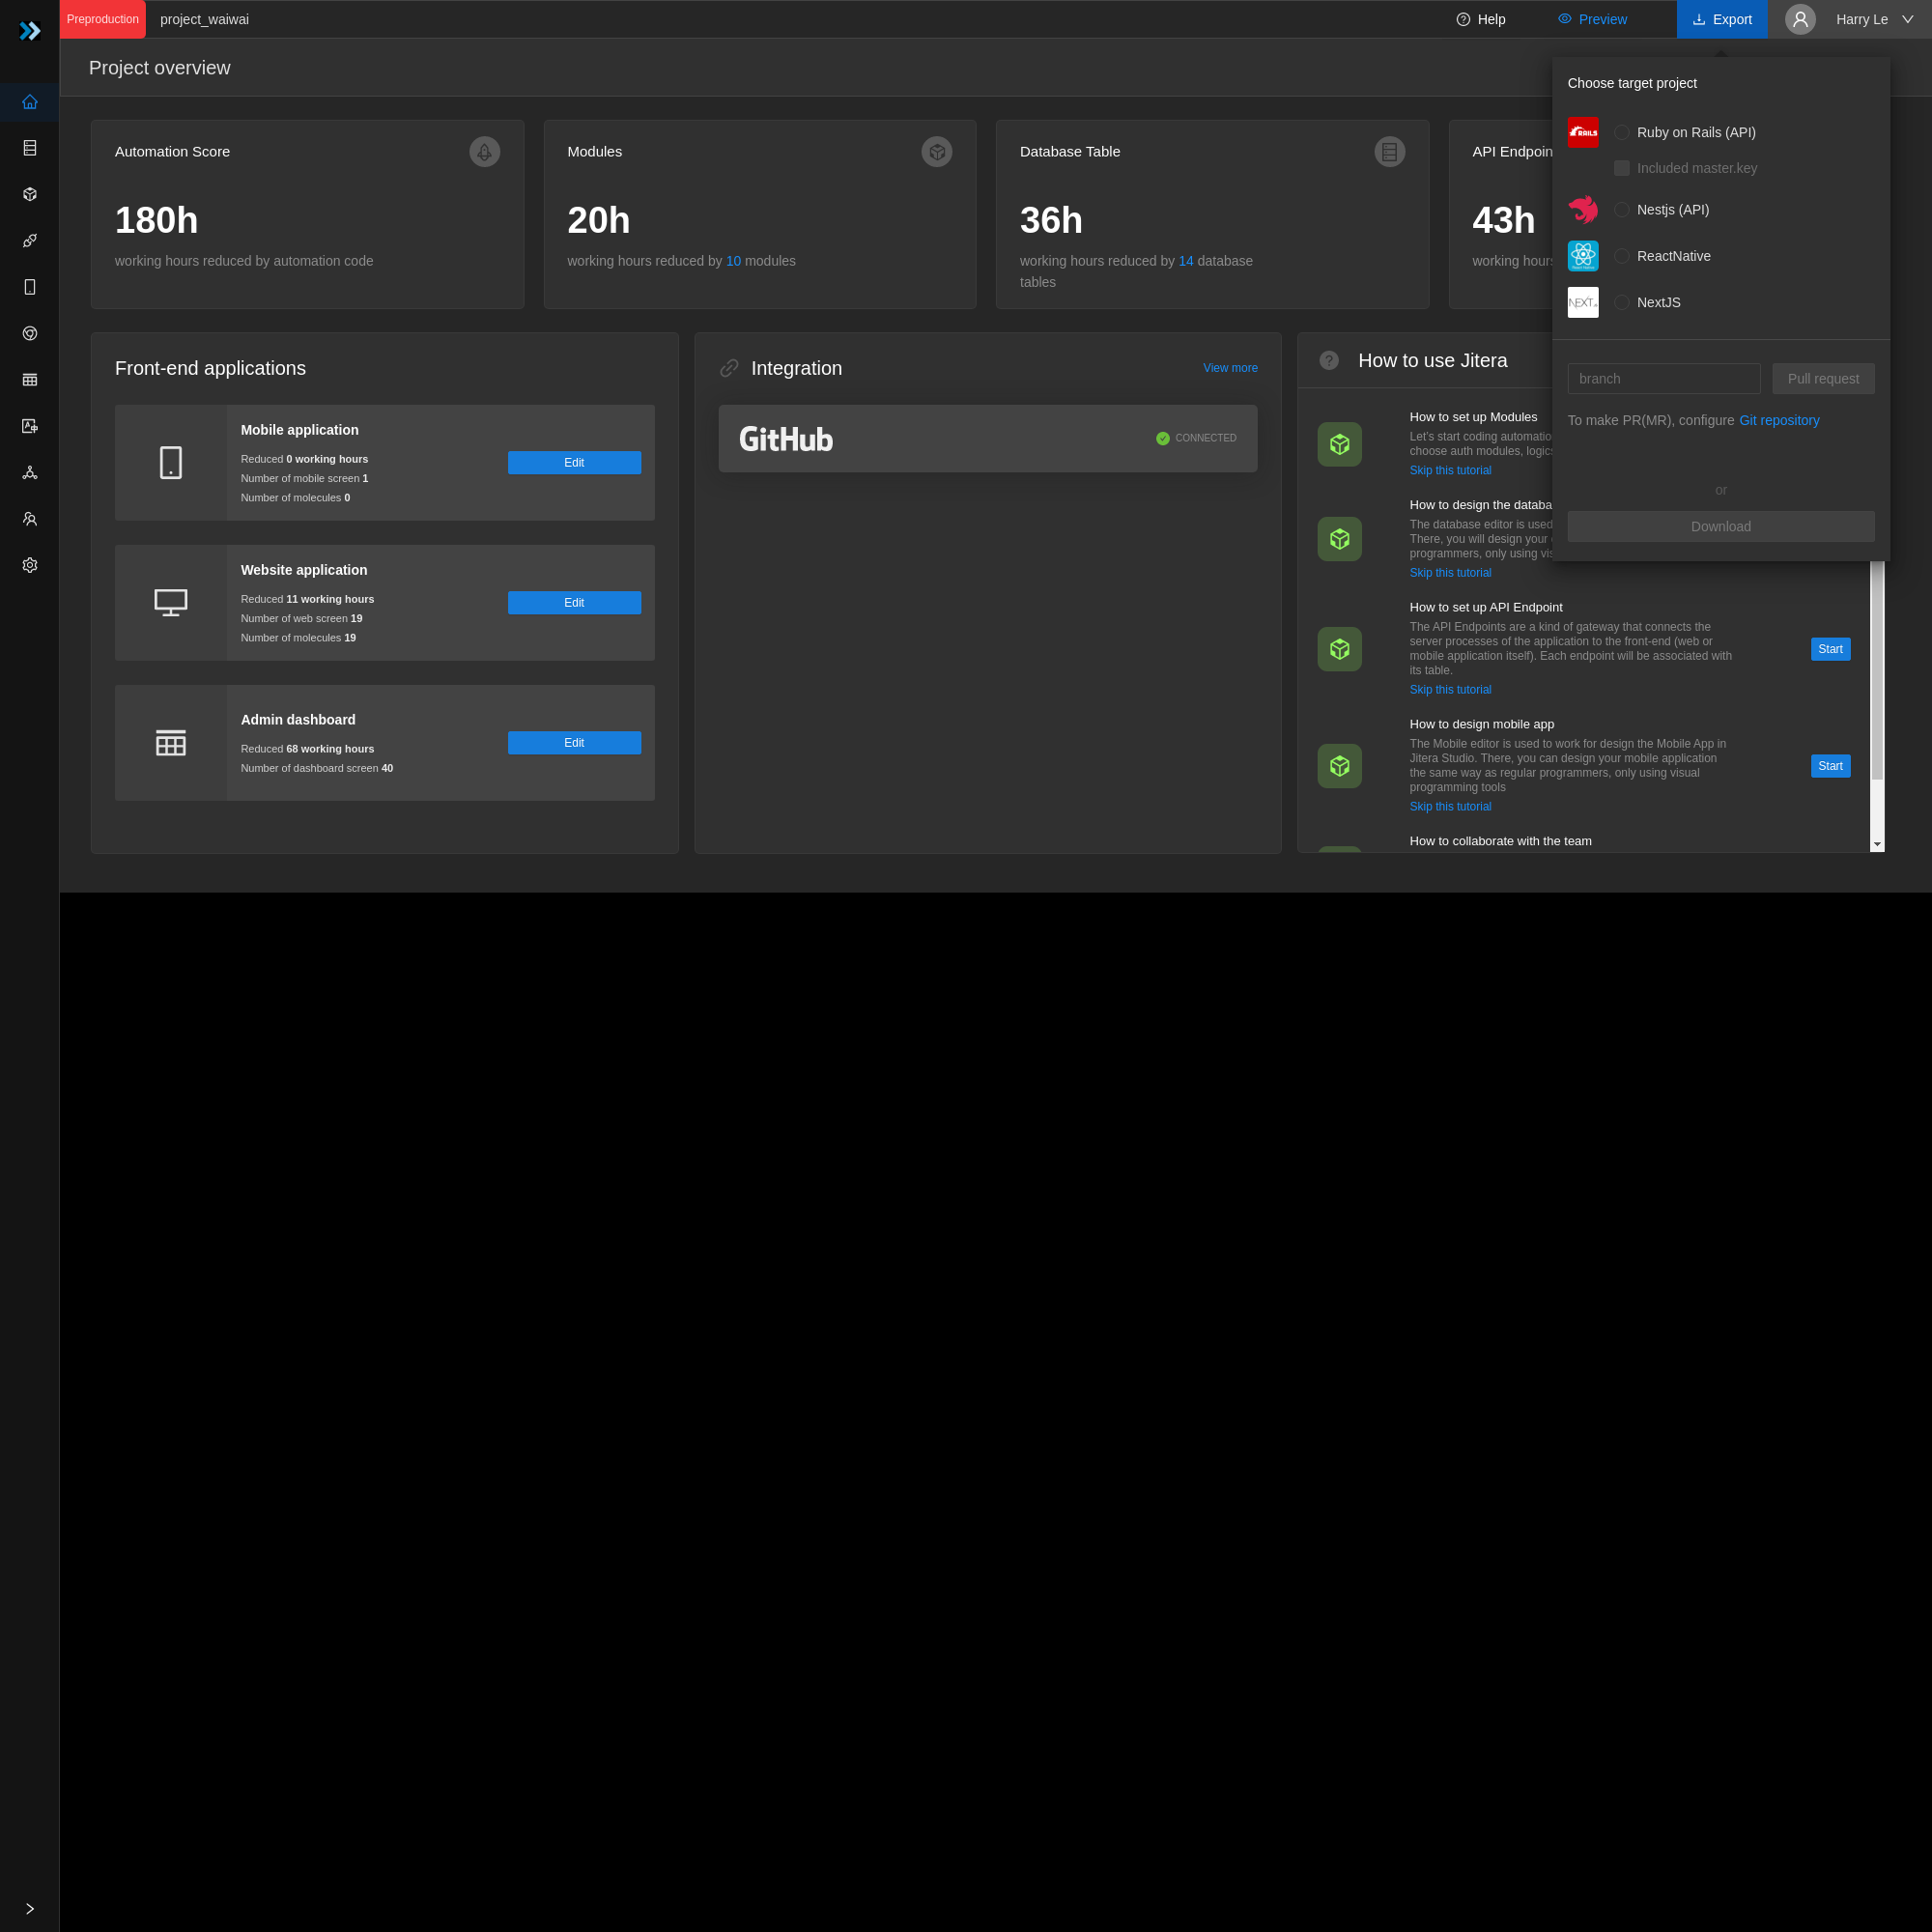 Preproduction
project_waiwai
Help
Preview
Export
Harry Le
Project overview
Automation Score
180h
working hours reduced by automation code
Modules
20h
working hours reduced by 10 modules
Database Table
36h
working hours reduced by 14 database
tables
API Endpoin
43h
working hours
Choose target project
RAILS
Ruby on Rails (API)
Included master.key
Nestjs (API)
ReactNative
NEXT.JS
NextJS
branch
Pull request
To make PR(MR), configure Git repository
or
Download
Front-end applications
Mobile application
Reduced 0 working hours
Number of mobile screen 1
Number of molecules 0
Edit
Website application
Reduced 11 working hours
Number of web screen 19
Number of molecules 19
Edit
Admin dashboard
Reduced 68 working hours
Number of dashboard screen 40
Edit
Integration
View more
GitHub
CONNECTED
How to use Jitera
How to set up Modules
Let's start coding automatio
choose auth modules, logics
Skip this tutorial
How to design the databa
The database editor is used
There, you will design your
programmers, only using vis
Skip this tutorial
How to set up API Endpoint
The API Endpoints are a kind of gateway that connects the
server processes of the application to the front-end (web or
mobile application itself). Each endpoint will be associated with
its table.
Skip this tutorial
Start
How to design mobile app
The Mobile editor is used to work for design the Mobile App in
Jitera Studio. There, you can design your mobile application
the same way as regular programmers, only using visual
programming tools
Skip this tutorial
Start
How to collaborate with the team